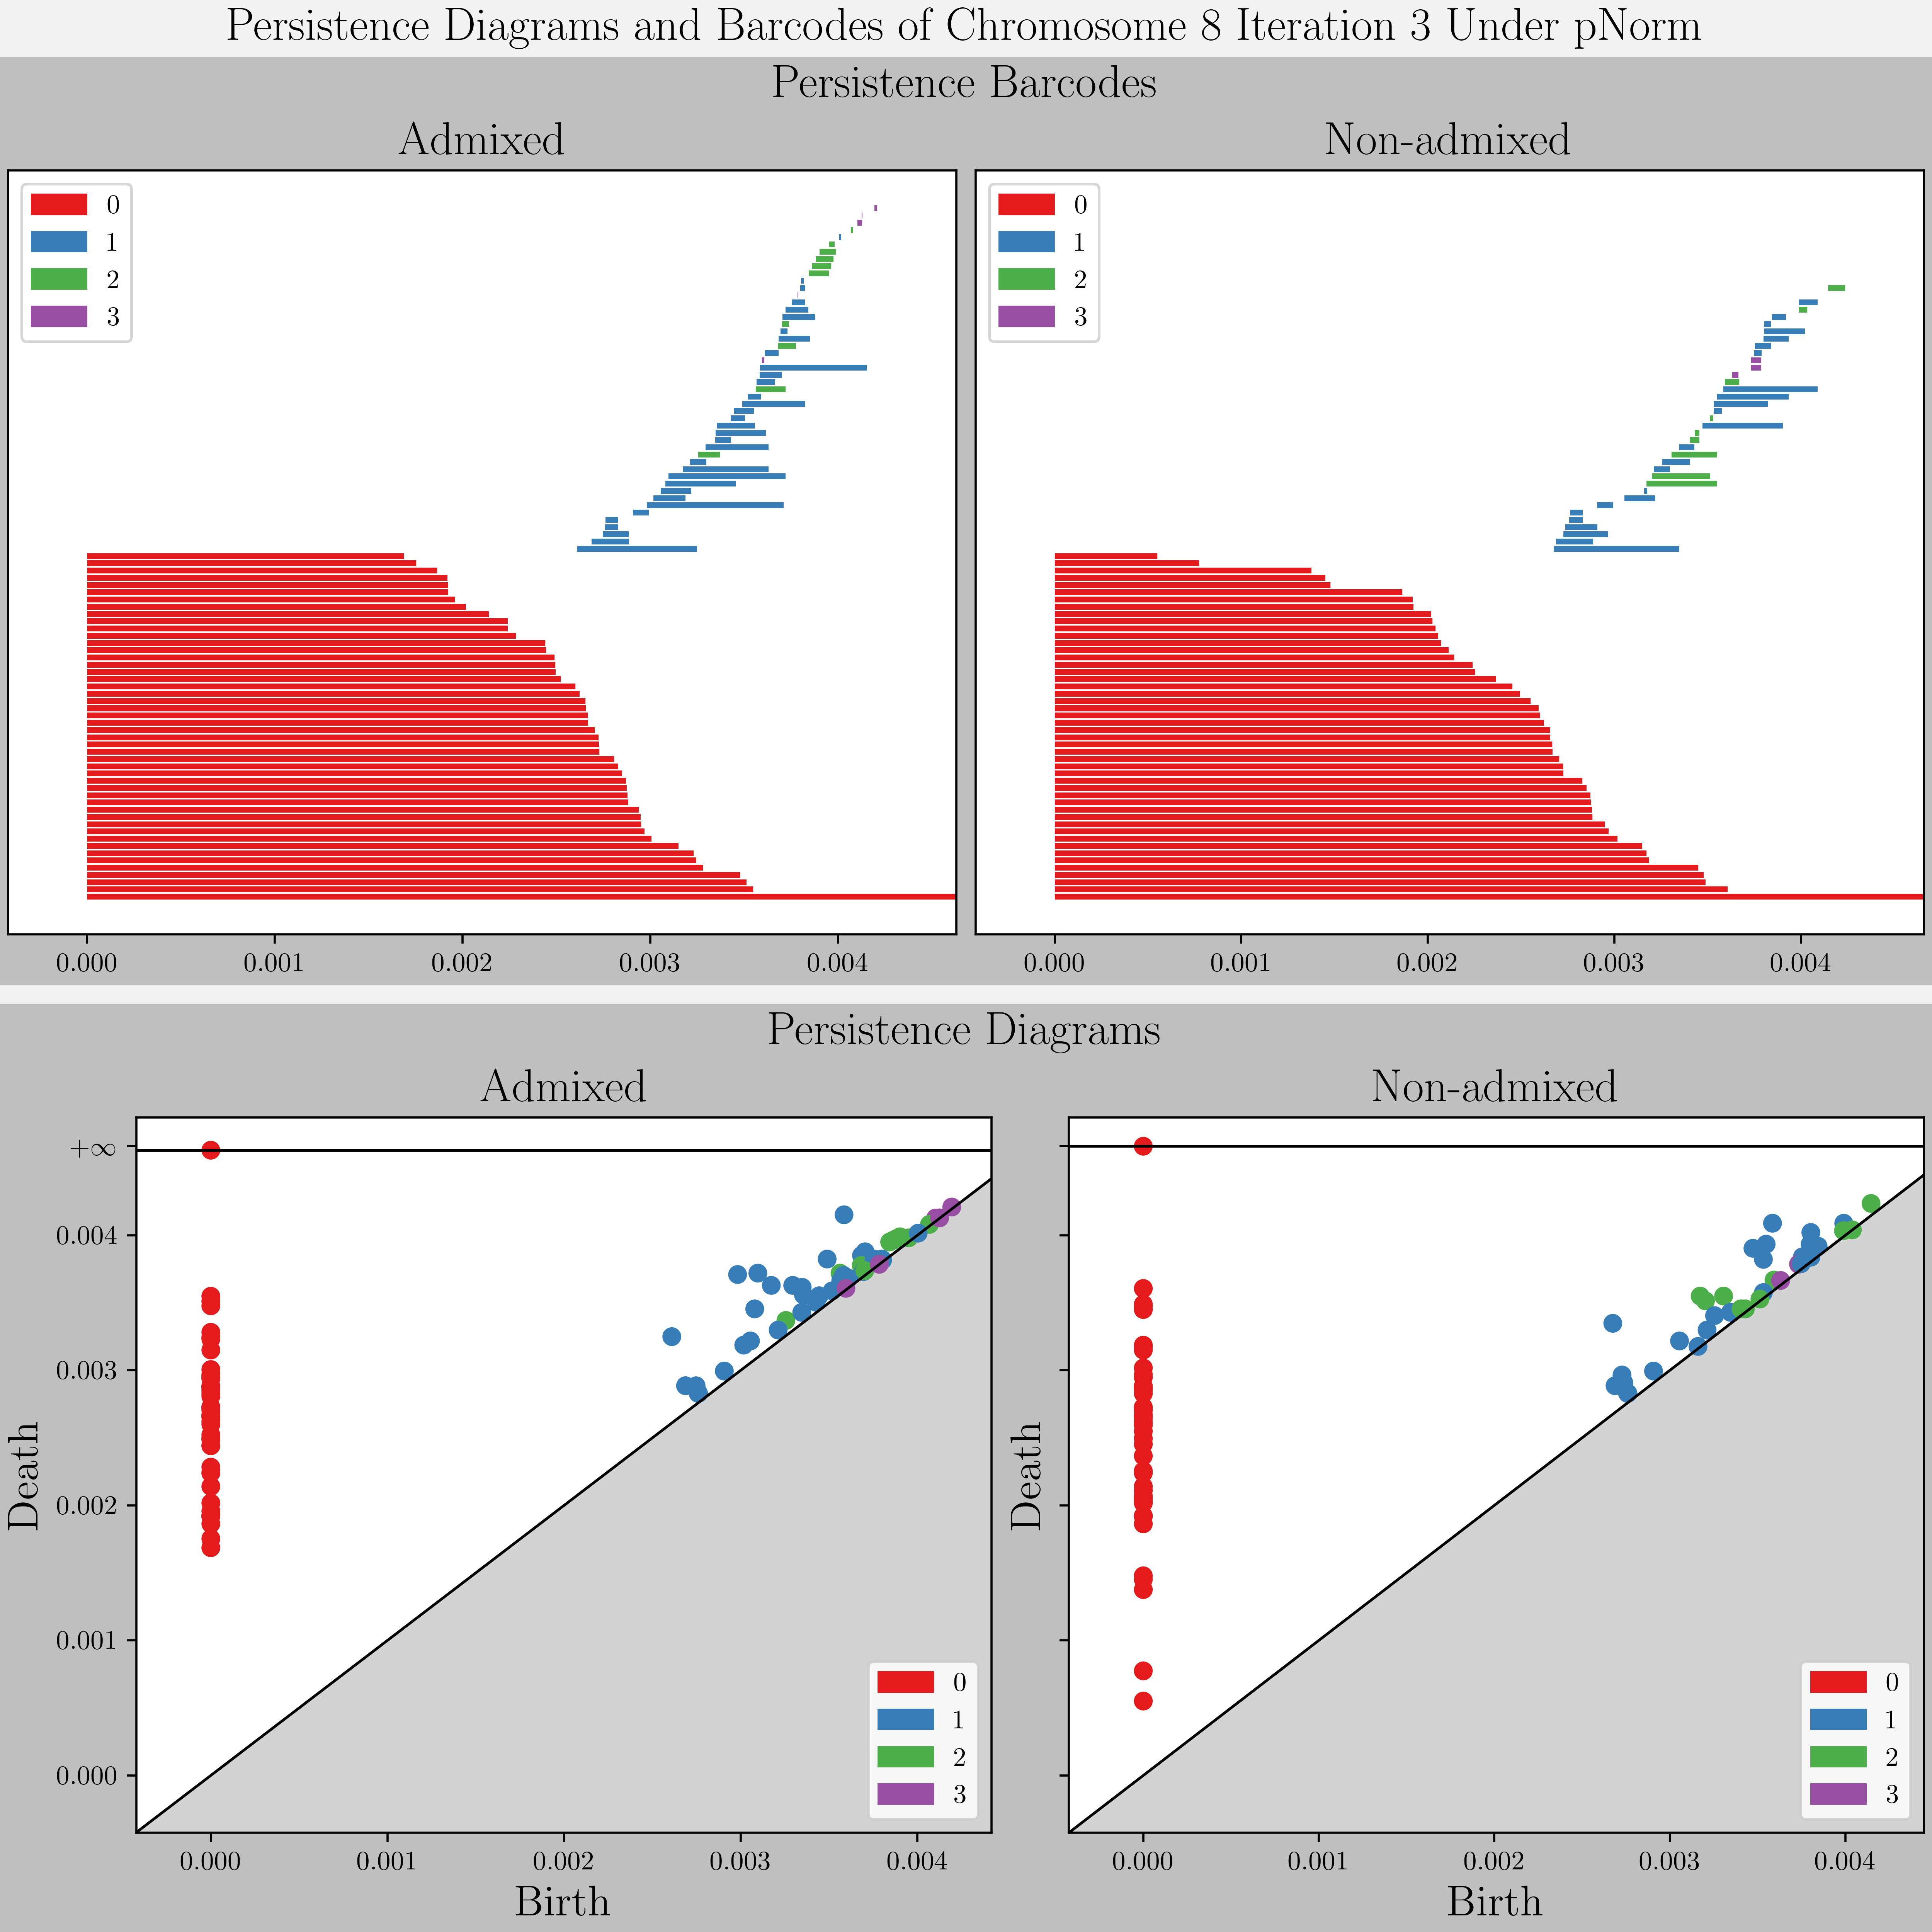 Persistence Diagrams and Barcodes of Chromosome 8 Iteration 3 Under pNorm
Persistence Barcodes
Admixed
0
1
2
3
0.000 0.001 0.002 0.003 0.004
Non-admixed
0
1
2
3
0.000 0.001 0.002 0.003 0.004
Persistence Diagrams
Admixed
Death
+∞
0.004
0.003
0.002
0.001
0.000
0
1
2
3
0.000 0.001 0.002 0.003 0.004
Birth
Non-admixed
Death
0
1
2
3
0.000 0.001 0.002 0.003 0.004
Birth